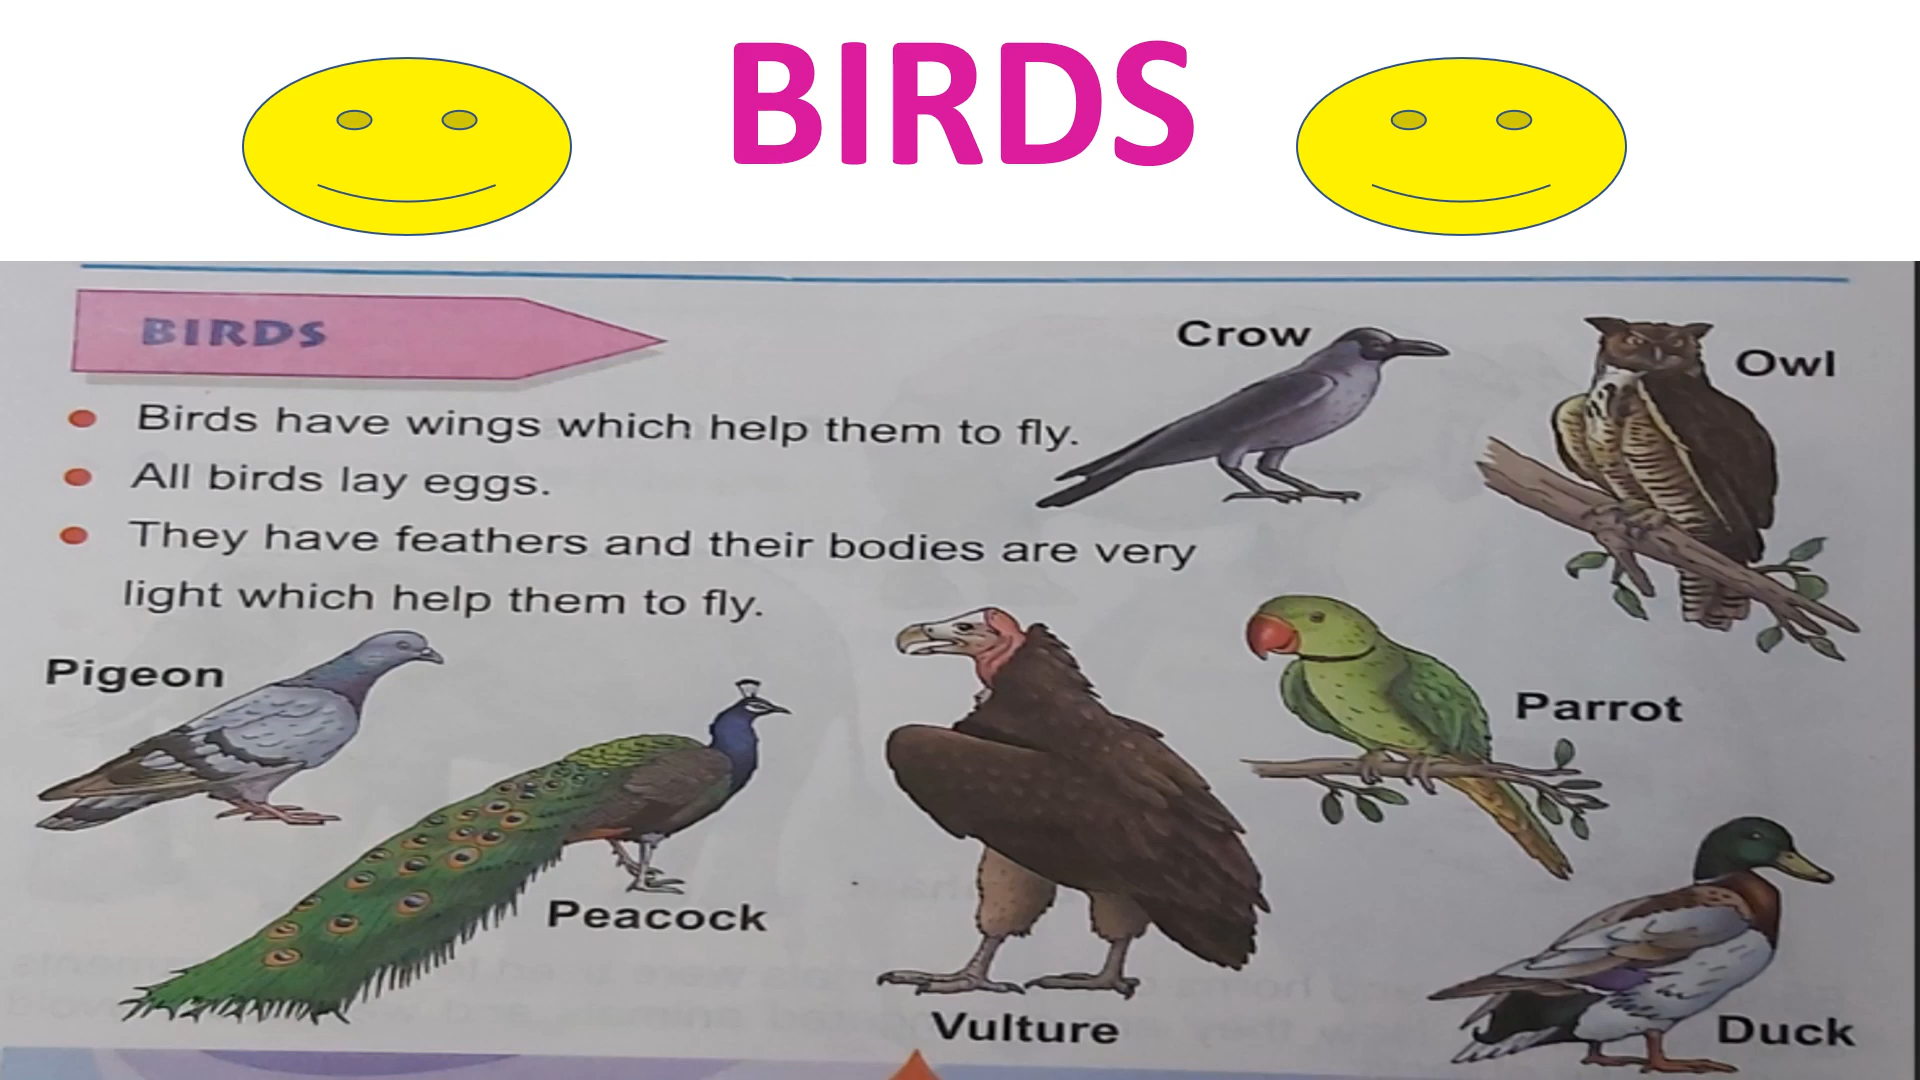 BIRDS
BIRDS
Birds have wings which help them to fly.
All birds lay eggs.
They have feathers and their bodies are very
light which help them to fly.
Crow
Owl
Pigeon
Parrot
Peacock
Vulture
Duck